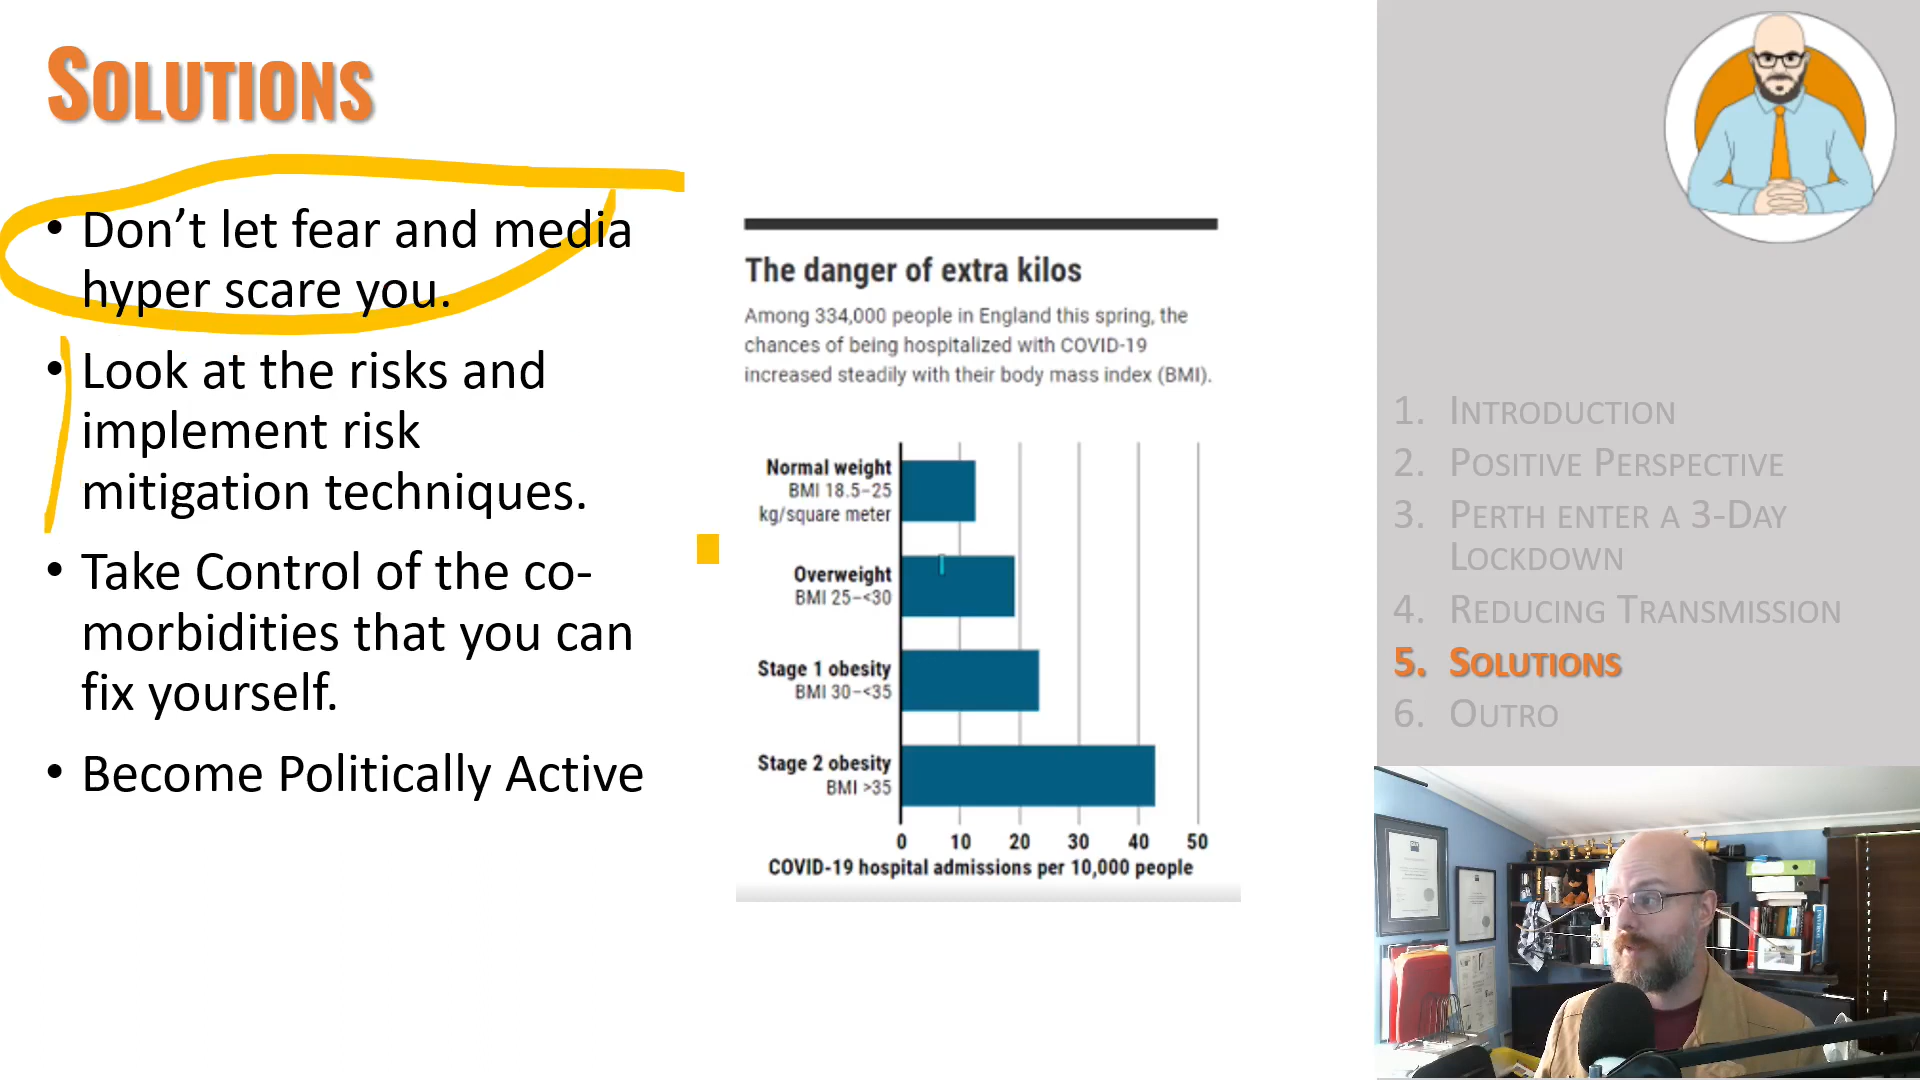 SOLUTIONS
• Don’t let fear and media
hyper scare you.
• Look at the risks and
implement risk
mitigation techniques.
• Take Control of the co-
morbidities that you can
fix yourself.
• Become Politically Active
The danger of extra kilos
Among 334,000 people in England this spring, the
chances of being hospitalized with COVID-19
increased steadily with their body mass index (BMI).
Normal weight
BMI 18.5–25
kg/square meter
Overweight
BMI 25–<30
Stage 1 obesity
BMI 30–<35
Stage 2 obesity
BMI >35
0 10 20 30 40 50
COVID-19 hospital admissions per 10,000 people
1. INTRODUCTION
2. POSITIVE PERSPECTIVE
3. PERTH ENTER A 3-DAY
LOCKDOWN
4. REDUCING TRANSMISSION
5. SOLUTIONS
6. OUTRO